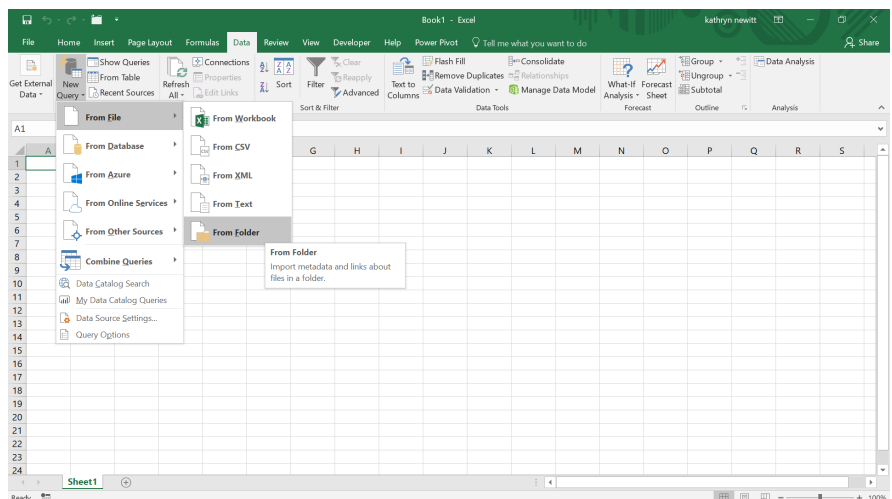 Book1 - Excel
kathryn newitt
File Home Insert Page Layout Formulas Data Review View Developer Help Power Pivot Tell me what you want to do Share
Get External Data
New Query
Show Queries
From Table
Recent Sources
Refresh All
Connections
Properties
Edit Links
Sort
Filter
Clear
Reapply
Advanced
Text to Columns
Flash Fill
Remove Duplicates
Data Validation
Consolidate
Relationships
Manage Data Model
What-If Analysis
Forecast Sheet
Group
Ungroup
Subtotal
Data Analysis
Sort & Filter
Data Tools
Forecast
Outline
Analysis
A1
From File
From Database
From Azure
From Online Services
From Other Sources
Combine Queries
Data Catalog Search
My Data Catalog Queries
Data Source Settings...
Query Options
From Workbook
From CSV
From XML
From Text
From Folder
From Folder
Import metadata and links about
files in a folder.
A G H I J K L M N O P Q R S
1
2
3
4
5
6
7
8
9
10
11
12
13
14
15
16
17
18
19
20
21
22
23
24
Sheet1
Ready
100%